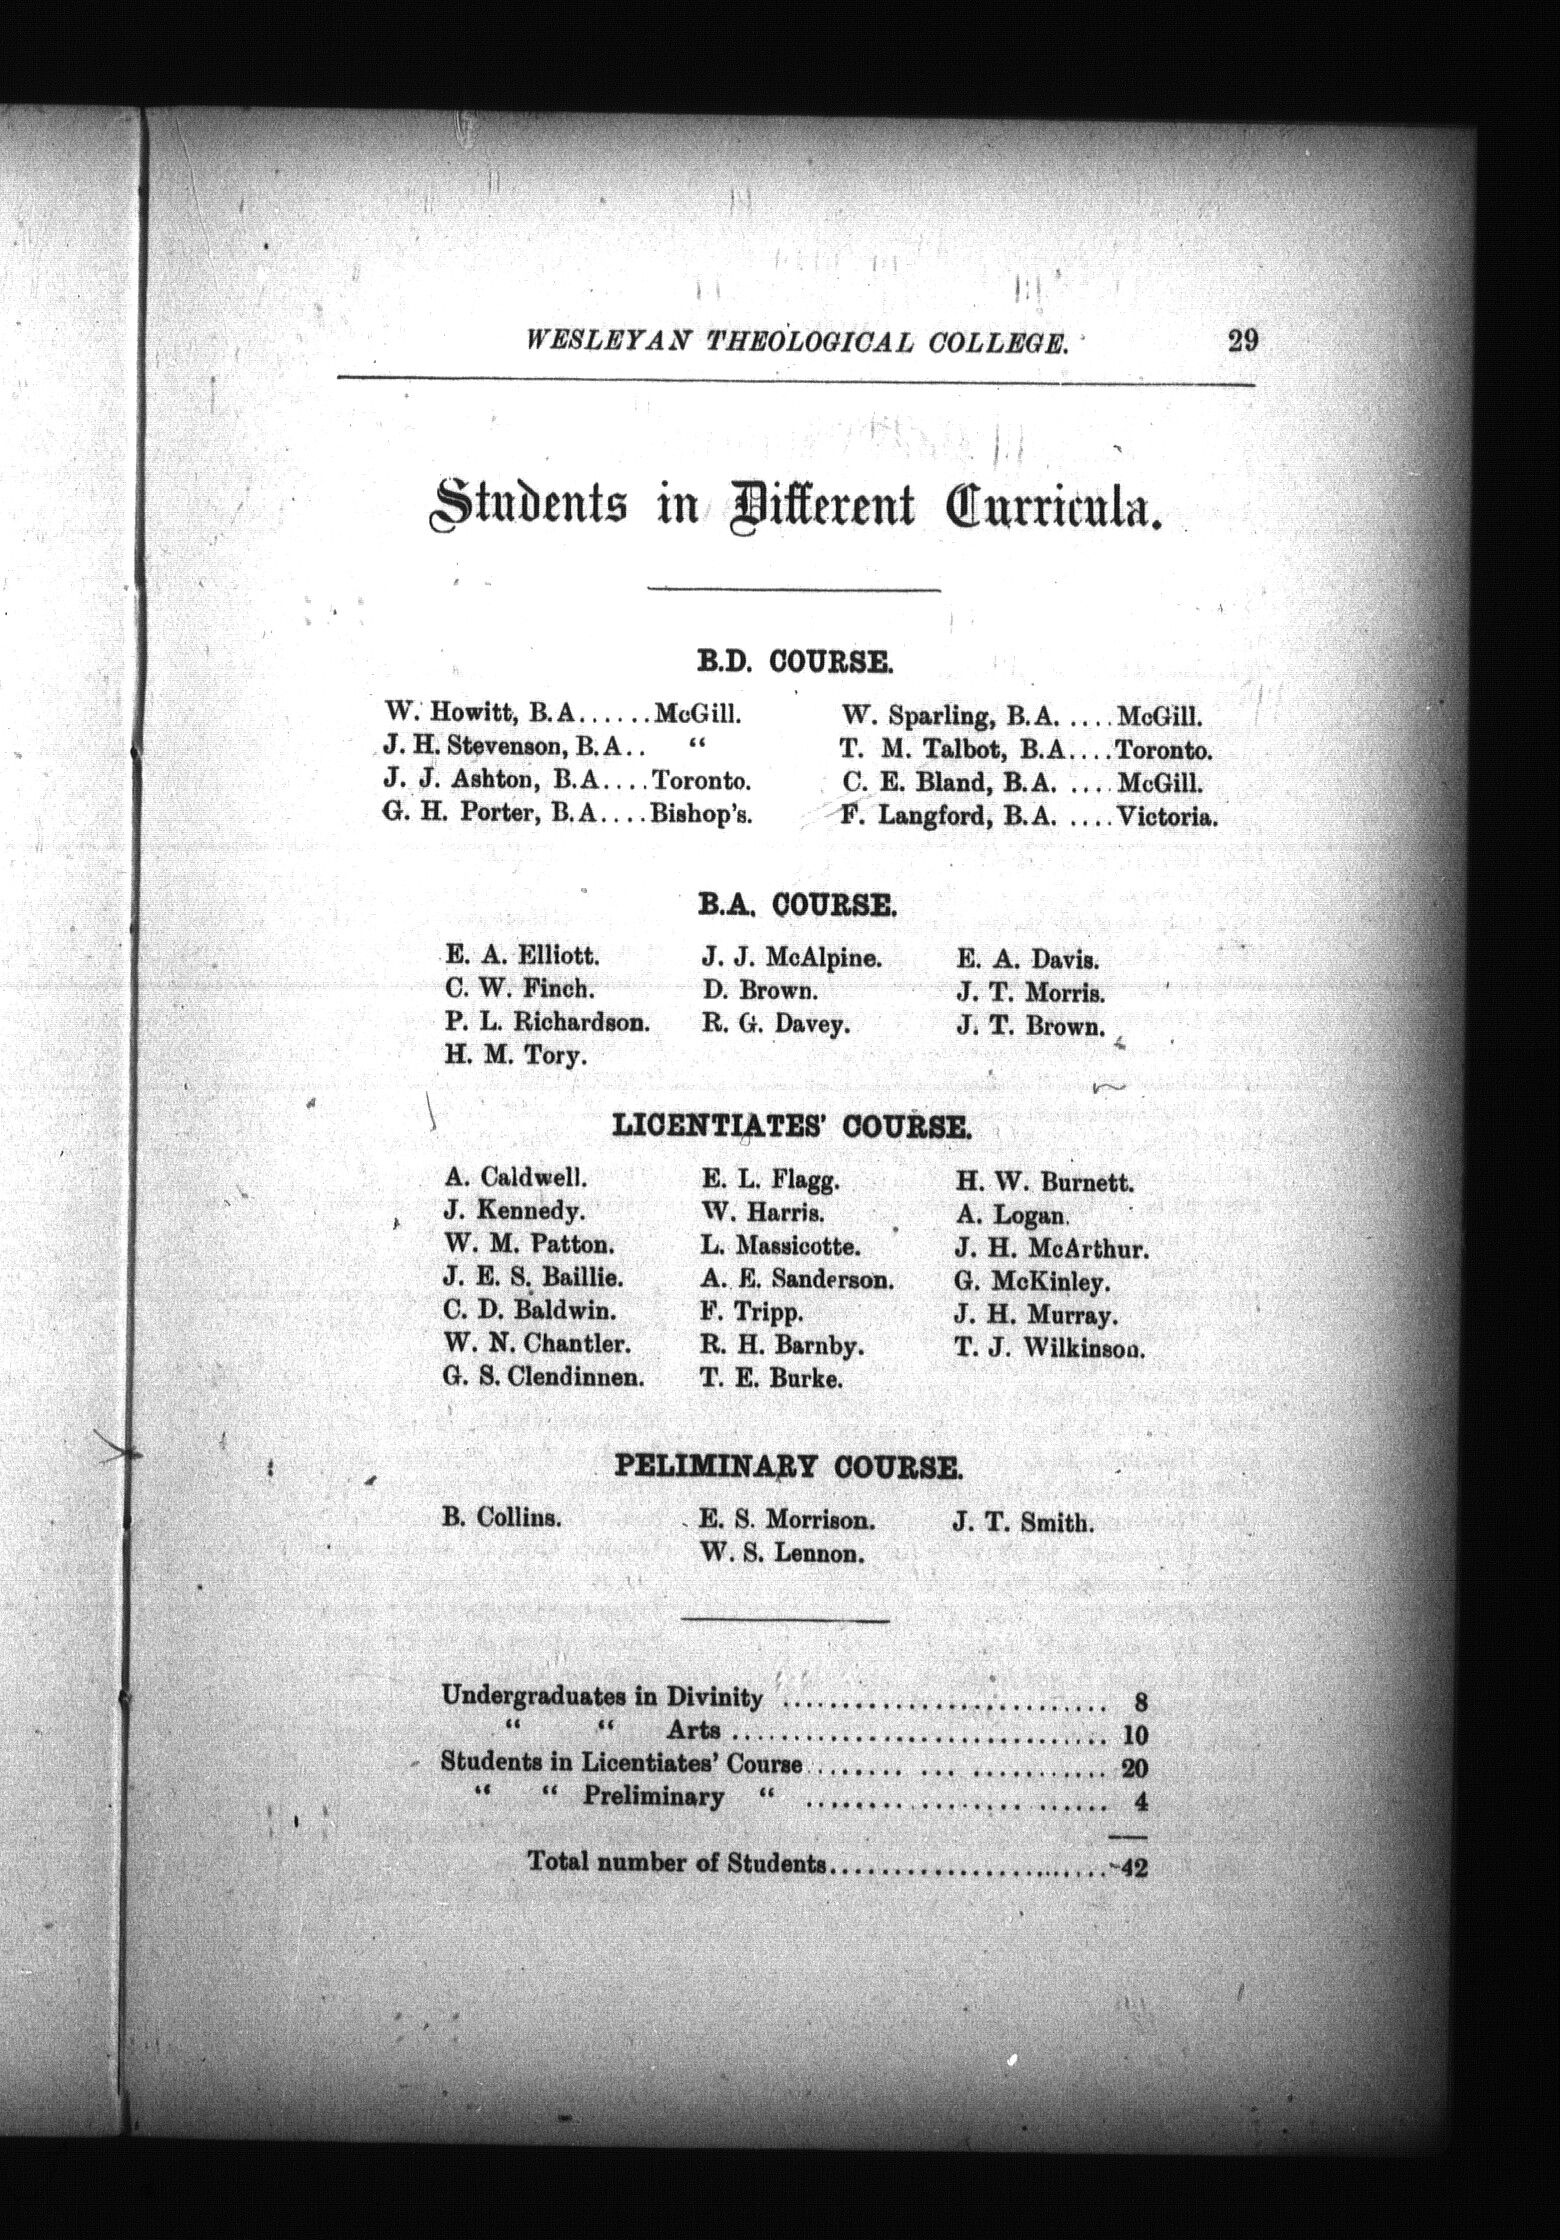 WESLEYAN THEOLOGICAL COLLEGE. 29
Students in Different Curricula.
B.D. COURSE.
W. Howitt, B.A......McGill. W. Sparling, B.A. ....McGill.
J. H. Stevenson, B.A.. “ T. M. Talbot, B.A....Toronto.
J. J. Ashton, B.A....Toronto. C. E. Bland, B.A. ....McGill.
G. H. Porter, B.A....Bishop's. F. Langford, B.A. ....Victoria.
B.A. COURSE.
E. A. Elliott. J. J. McAlpine. E. A. Davis.
C. W. Finch. D. Brown. J. T. Morris.
P. L. Richardson. R. G. Davey. J. T. Brown.
H. M. Tory.
LICENTIATES' COURSE.
A. Caldwell. E. L. Flagg. H. W. Burnett.
J. Kennedy. W. Harris. A. Logan.
W. M. Patton. L. Massicotte. J. H. McArthur.
J. E. S. Baillie. A. E. Sanderson. G. McKinley.
C. D. Baldwin. F. Tripp. J. H. Murray.
W. N. Chantler. R. H. Barnby. T. J. Wilkinson.
G. S. Clendinnen. T. E. Burke.
PELIMINARY COURSE.
B. Collins. E. S. Morrison. J. T. Smith.
W. S. Lennon.
Undergraduates in Divinity .......................... 8
“ “ Arts .............................. 10
Students in Licentiates' Course ....... ... ........... 20
“ “ Preliminary “ ........................ 4
Total number of Students...................... 42